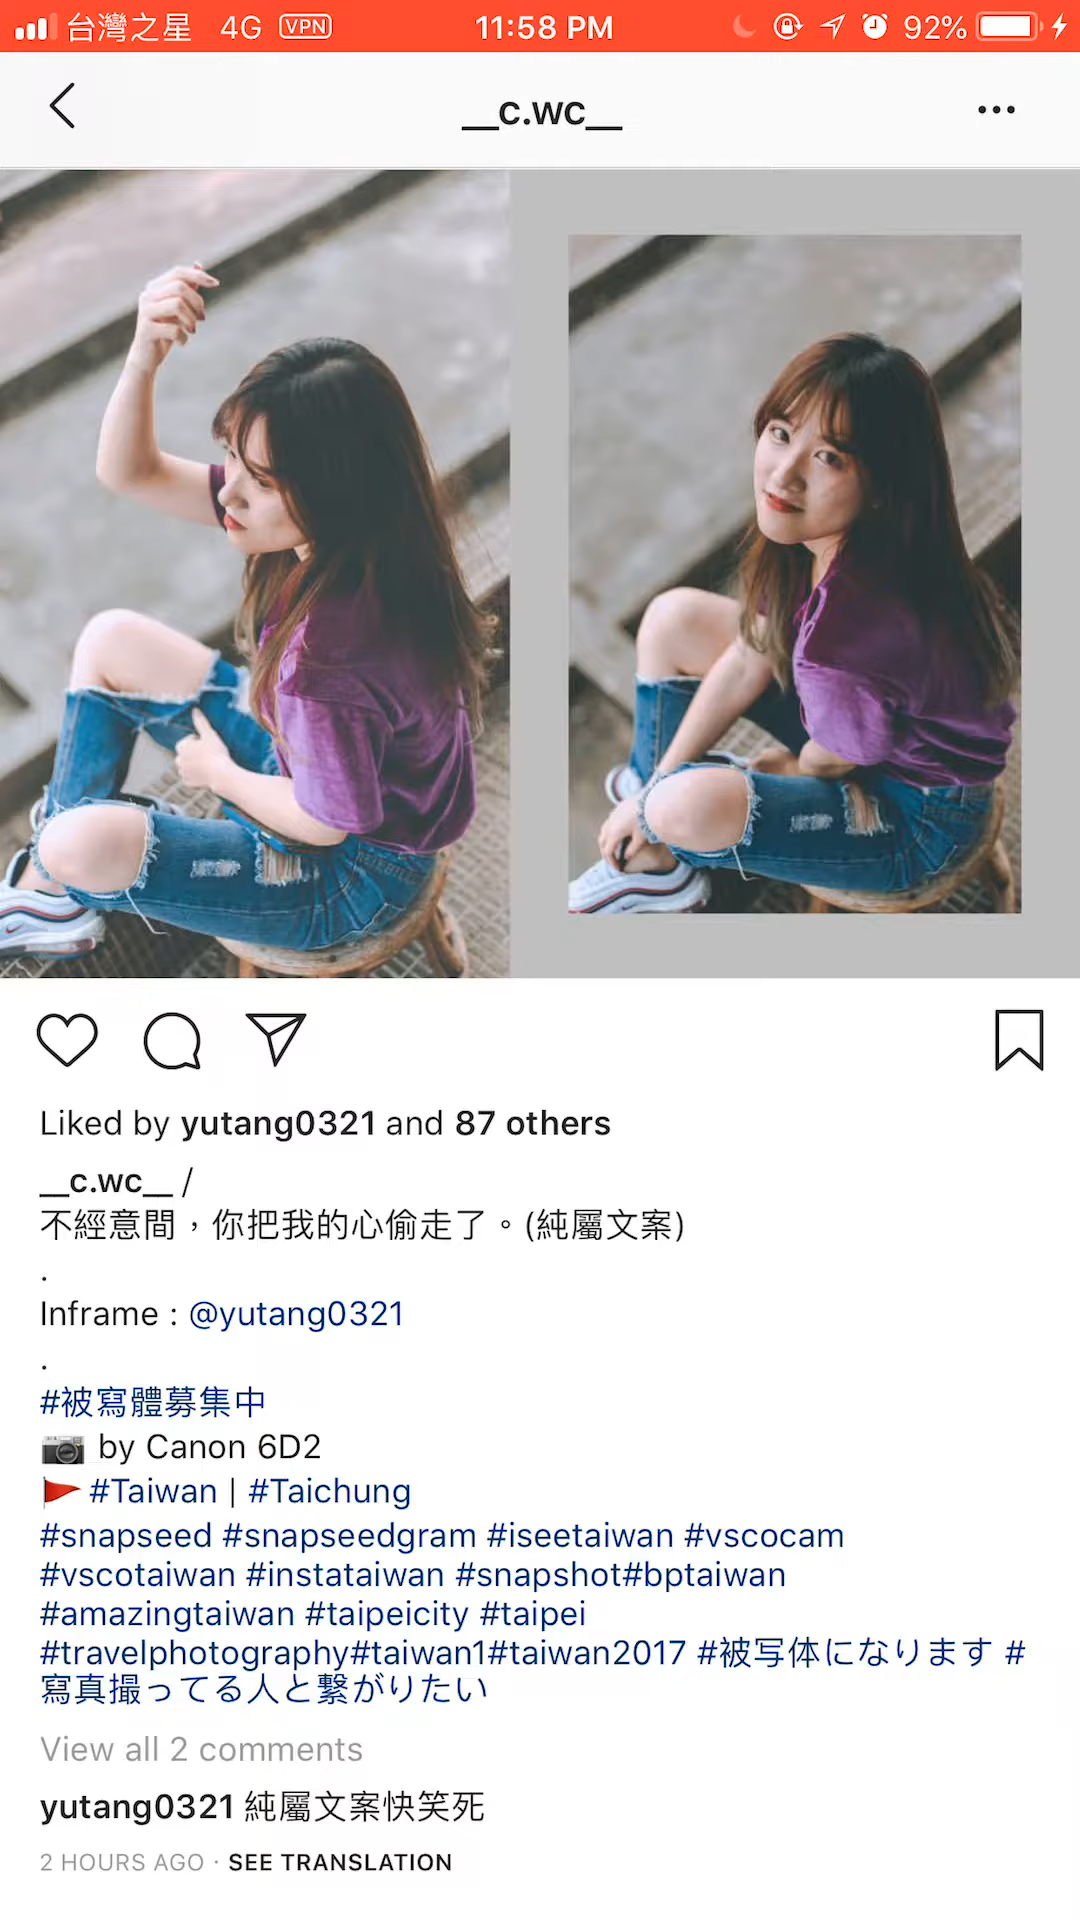 台灣之星 4G VPN 11:58 PM 92%
__c.wc__
Liked by yutang0321 and 87 others
__c.wc__ /
不經意間，你把我的心偷走了。(純屬文案)
.
Inframe : @yutang0321
.
#被寫體募集中
📷 by Canon 6D2
🚩 #Taiwan | #Taichung
#snapseed #snapseedgram #iseetaiwan #vscocam
#vscotaiwan #instataiwan #snapshot#bptaiwan
#amazingtaiwan #taipeicity #taipei
#travelphotography#taiwan1#taiwan2017 #被写体になります #
寫真撮ってる人と繋がりたい
View all 2 comments
yutang0321 純屬文案快笑死
2 HOURS AGO · SEE TRANSLATION